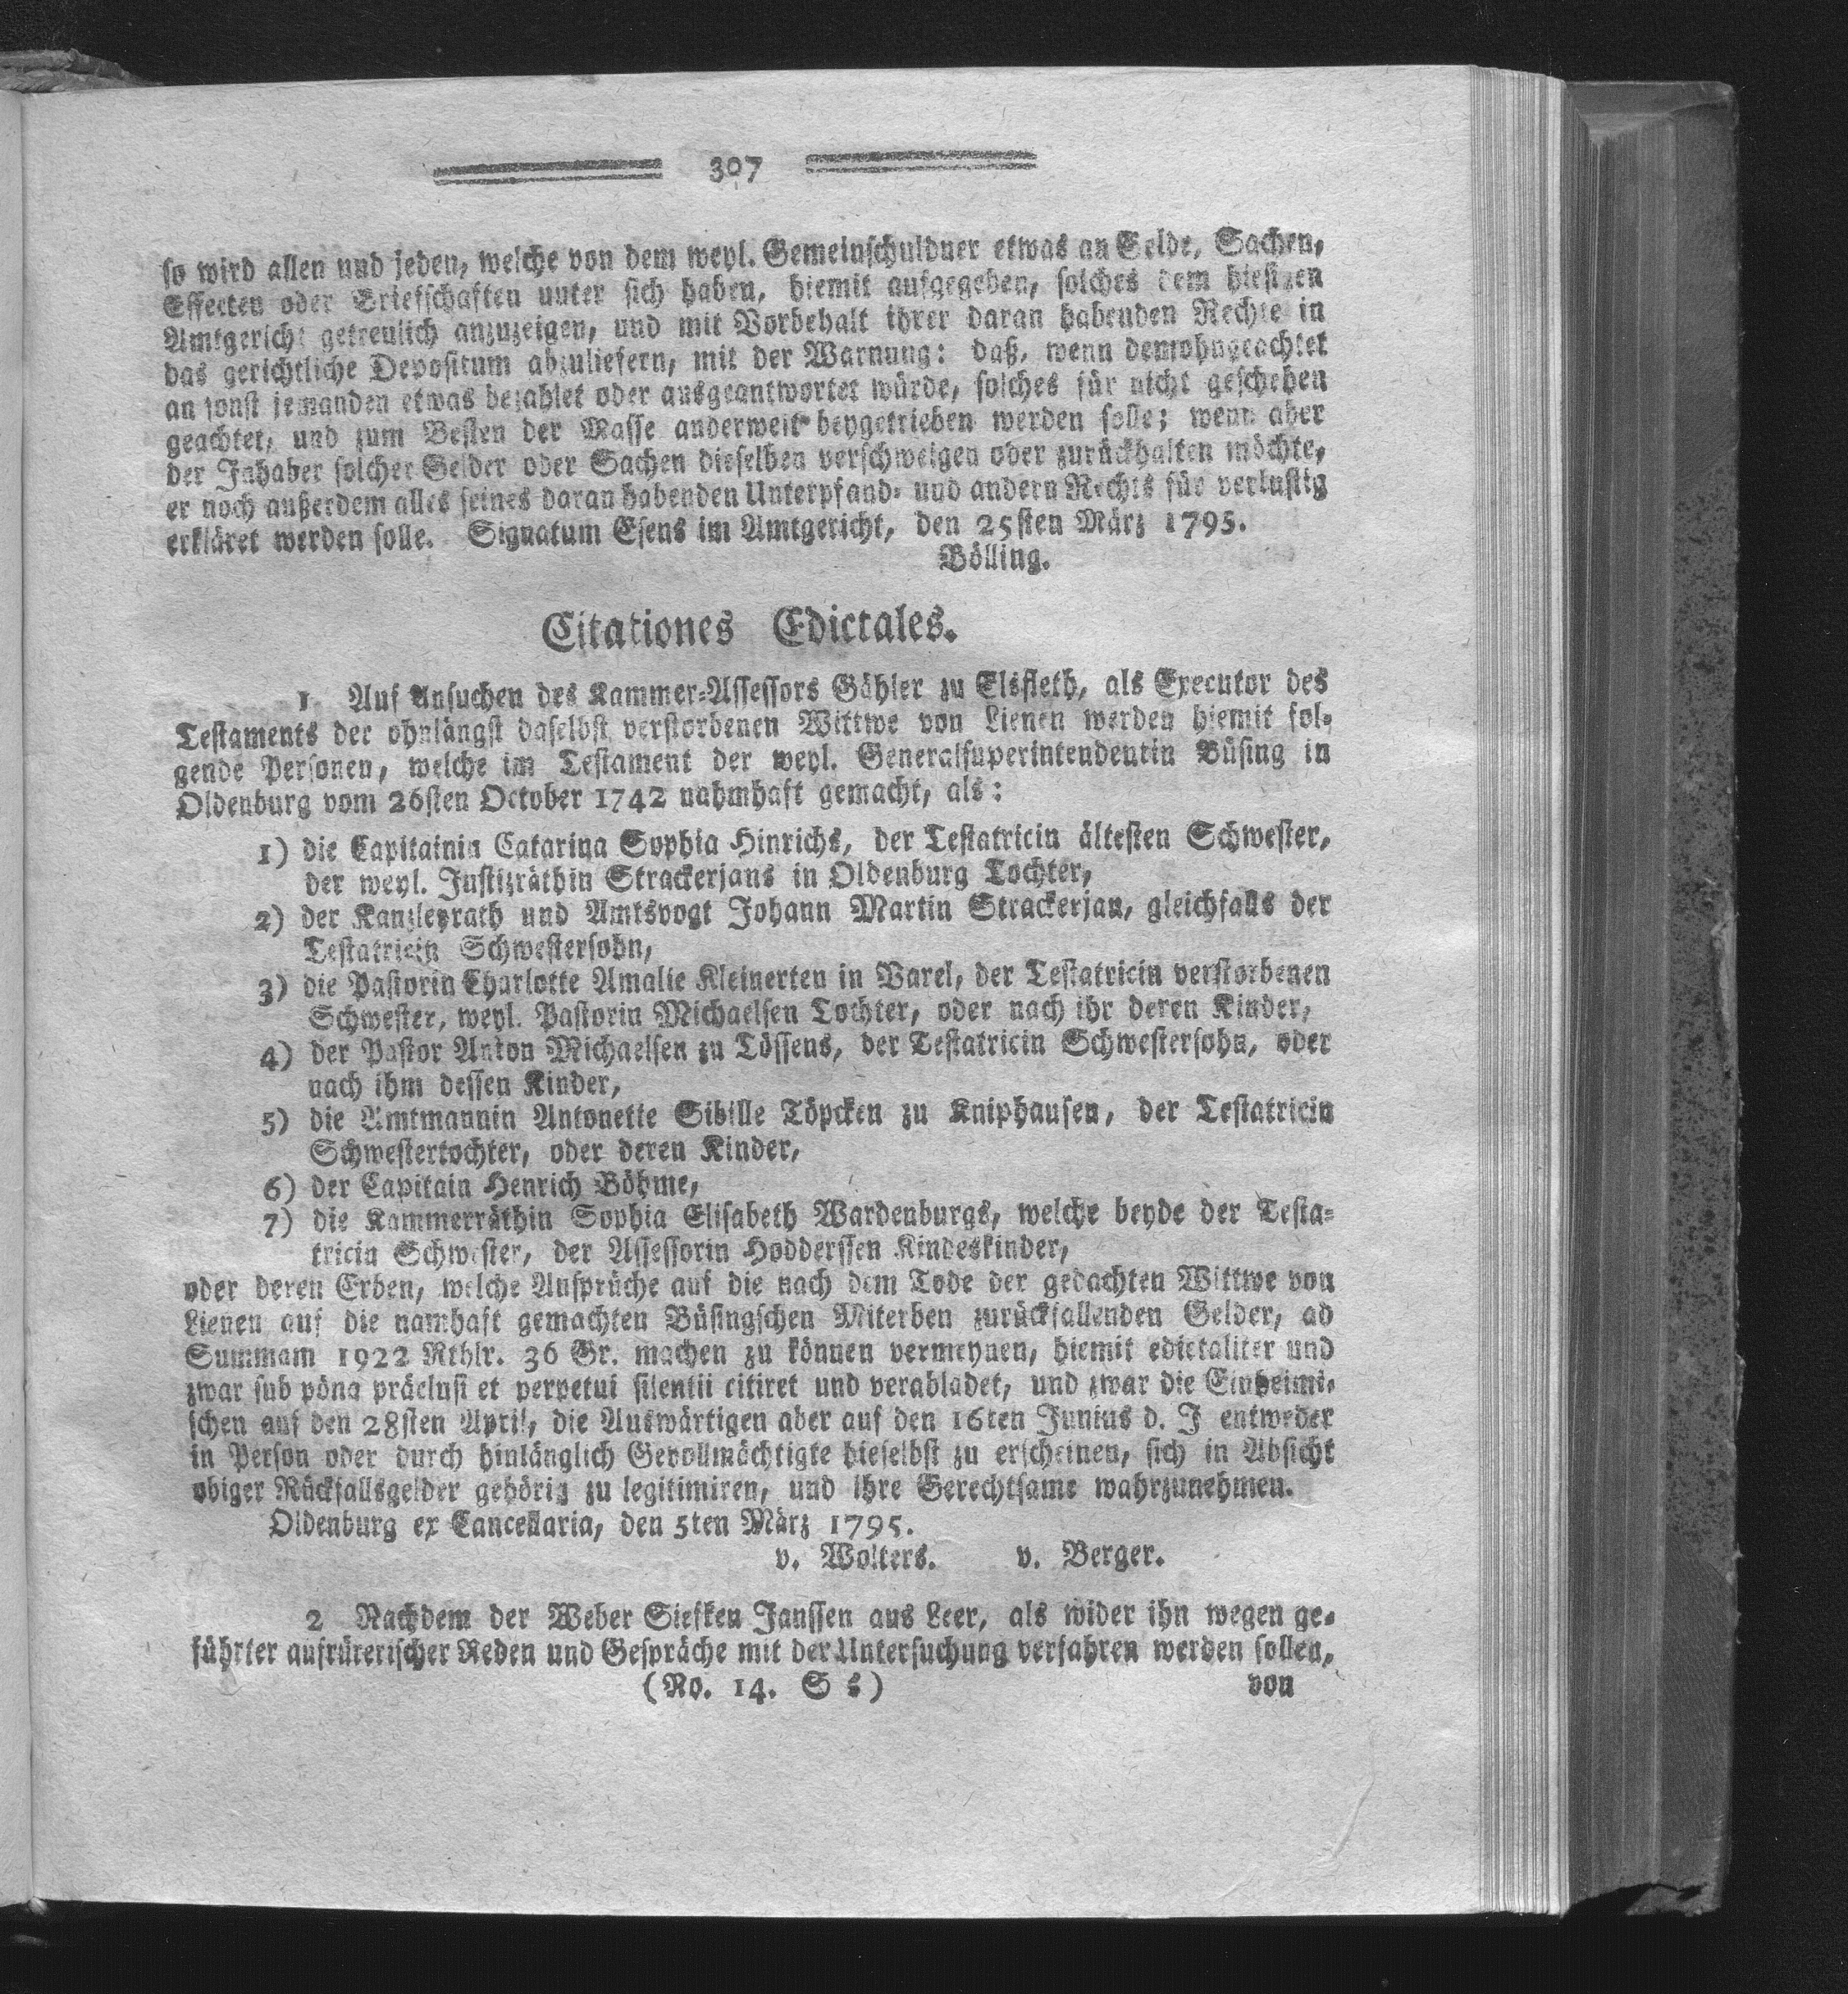 307
so wird allen und jeden, welche von dem weyl. Gemeinschuldner etwas an Gelde, Sachen,
Effecten oder Briefschaften unter sich haben, hiemit aufgegeben, solches dem hiesigen
Amtgericht getreulich anzuzeigen, und mit Vorbehalt ihrer daran habenden Rechte in
das gerichtliche Depositum abzuliefern, mit der Warnung: daß, wenn demohngeachtet
an sonst jemanden etwas bezahlet oder ausgeantwortet würde, solches für nicht geschehen
geachtet, und zum Besten der Masse anderweit beygetrieben werden solle; wenn aber
der Inhaber solcher Gelder oder Sachen dieselben verschweigen oder zurückhalten möchte,
er noch außerdem alles seines daran habenden Unterpfand- und andern Rechts für verlustig
erkläret werden solle. Signatum Esens im Amtgericht, den 25sten März 1795.
Bölling.
Citationes Edictales.
1 Auf Ansuchen des Kammer-Assessors Gähler zu Elsfleth, als Executor des
Testaments der ohnlängst daselbst verstorbenen Wittwe von Lienen werden hiemit fol-
gende Personen, welche im Testament der weyl. Generalsuperintendentin Büsing in
Oldenburg vom 26sten October 1742 nahmhaft gemacht, als:
1) die Capitainin Catarina Sophia Hinrichs, der Testatricin ältesten Schwester,
der weyl. Justizräthin Strackerjans in Oldenburg Tochter,
2) der Kanzleyrath und Amtsvogt Johann Martin Strackerjan, gleichfalls der
Testatricin Schwestersohn,
3) die Pastorin Charlotte Amalie Kleinerten in Varel, der Testatricin verstorbenen
Schwester, weyl. Pastorin Michaelsen Tochter, oder nach ihr deren Kinder,
4) der Pastor Anton Michaelsen zu Tössens, der Testatricin Schwestersohn, oder
nach ihm dessen Kinder,
5) die Amtmannin Antonette Sibille Töpcken zu Kniphausen, der Testatricin
Schwestertochter, oder deren Kinder,
6) der Capitain Henrich Böhme,
7) die Kammerräthin Sophia Elisabeth Wardenburgs, welche beyde der Testa-
tricin Schwester, der Assessorin Hodderssen Kindeskinder,
oder deren Erben, welche Ansprüche auf die nach dem Tode der gedachten Wittwe von
Lienen auf die namhaft gemachten Büsingschen Miterben zurückfallenden Gelder, ad
Summam 1922 Rthlr. 36 Gr. machen zu können vermeynen, hiemit edictaliter und
zwar sub pöna präclusi et perpetui silentii citiret und verabladet, und zwar die Einheimi-
schen auf den 28sten April, die Auswärtigen aber auf den 16ten Junius d. J entweder
in Person oder durch hinlänglich Gevollmächtigte hieselbst zu erscheinen, sich in Absicht
obiger Rückfallsgelder gehörig zu legitimiren, und ihre Gerechtsame wahrzunehmen.
Oldenburg ex Cancellaria, den 5ten März 1795.
v. Wolters. v. Berger.
2 Nachdem der Weber Siefken Janssen aus Leer, als wider ihn wegen ge-
führter aufrürerischer Reden und Gespräche mit der Untersuchung verfahren werden sollen,
(No. 14. S s)
von